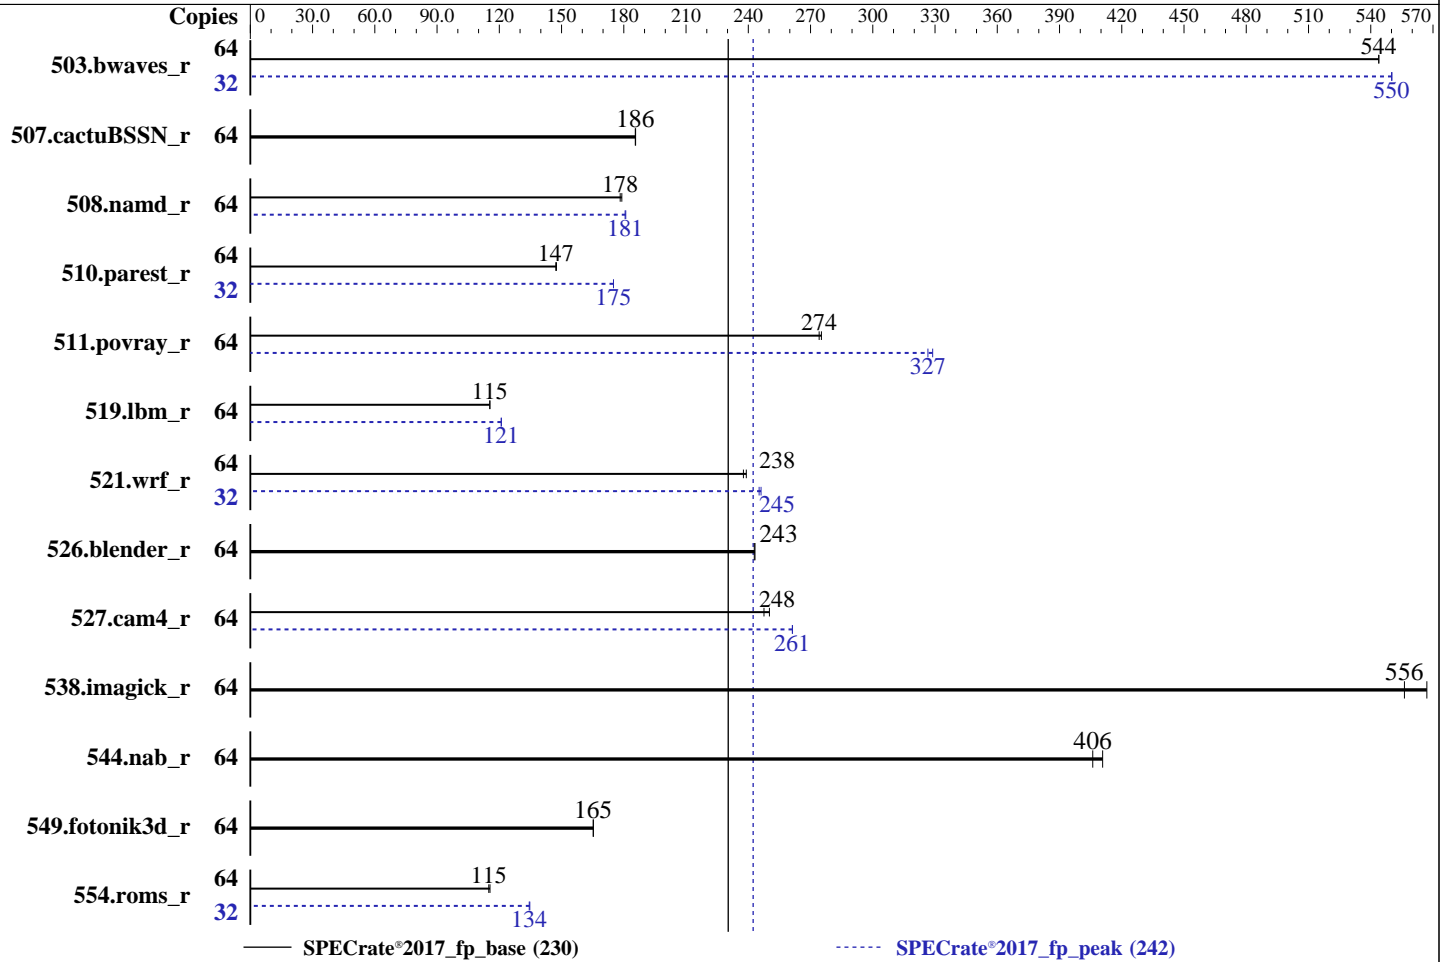 Copies 0 30.0 60.0 90.0 120 150 180 210 240 270 300 330 360 390 420 450 480 510 540 570
503.bwaves_r 64 544
32 550
507.cactuBSSN_r 64 186
508.namd_r 64 178
181
510.parest_r 64 147
32 175
511.povray_r 64 274
327
519.lbm_r 64 115
121
521.wrf_r 64 238
32 245
526.blender_r 64 243
527.cam4_r 64 248
261
538.imagick_r 64 556
544.nab_r 64 406
549.fotonik3d_r 64 165
554.roms_r 64 115
32 134
SPECrate®2017_fp_base (230) SPECrate®2017_fp_peak (242)